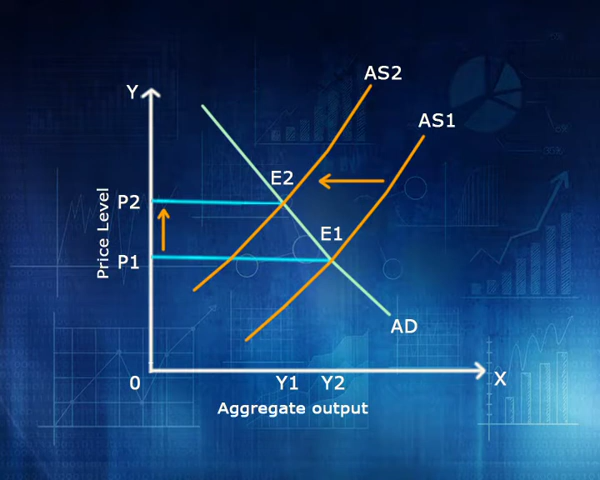 AS2
Y
AS1
E2
P2
E1
Price Level
P1
AD
0
Y1 Y2
X
Aggregate output